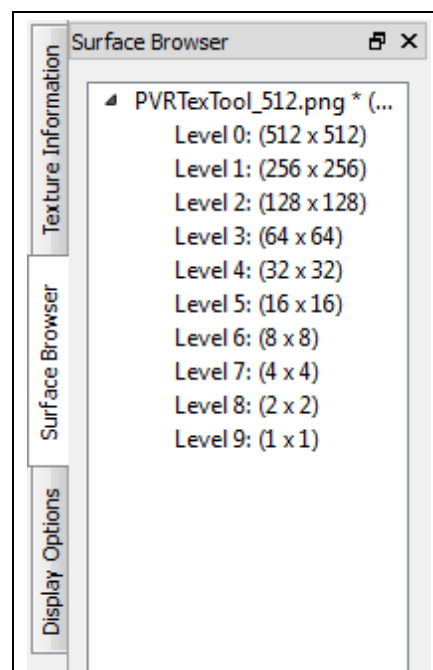 Surface Browser
Texture Information
Surface Browser
Display Options
PVRTexTool_512.png * (...
Level 0: (512 x 512)
Level 1: (256 x 256)
Level 2: (128 x 128)
Level 3: (64 x 64)
Level 4: (32 x 32)
Level 5: (16 x 16)
Level 6: (8 x 8)
Level 7: (4 x 4)
Level 8: (2 x 2)
Level 9: (1 x 1)